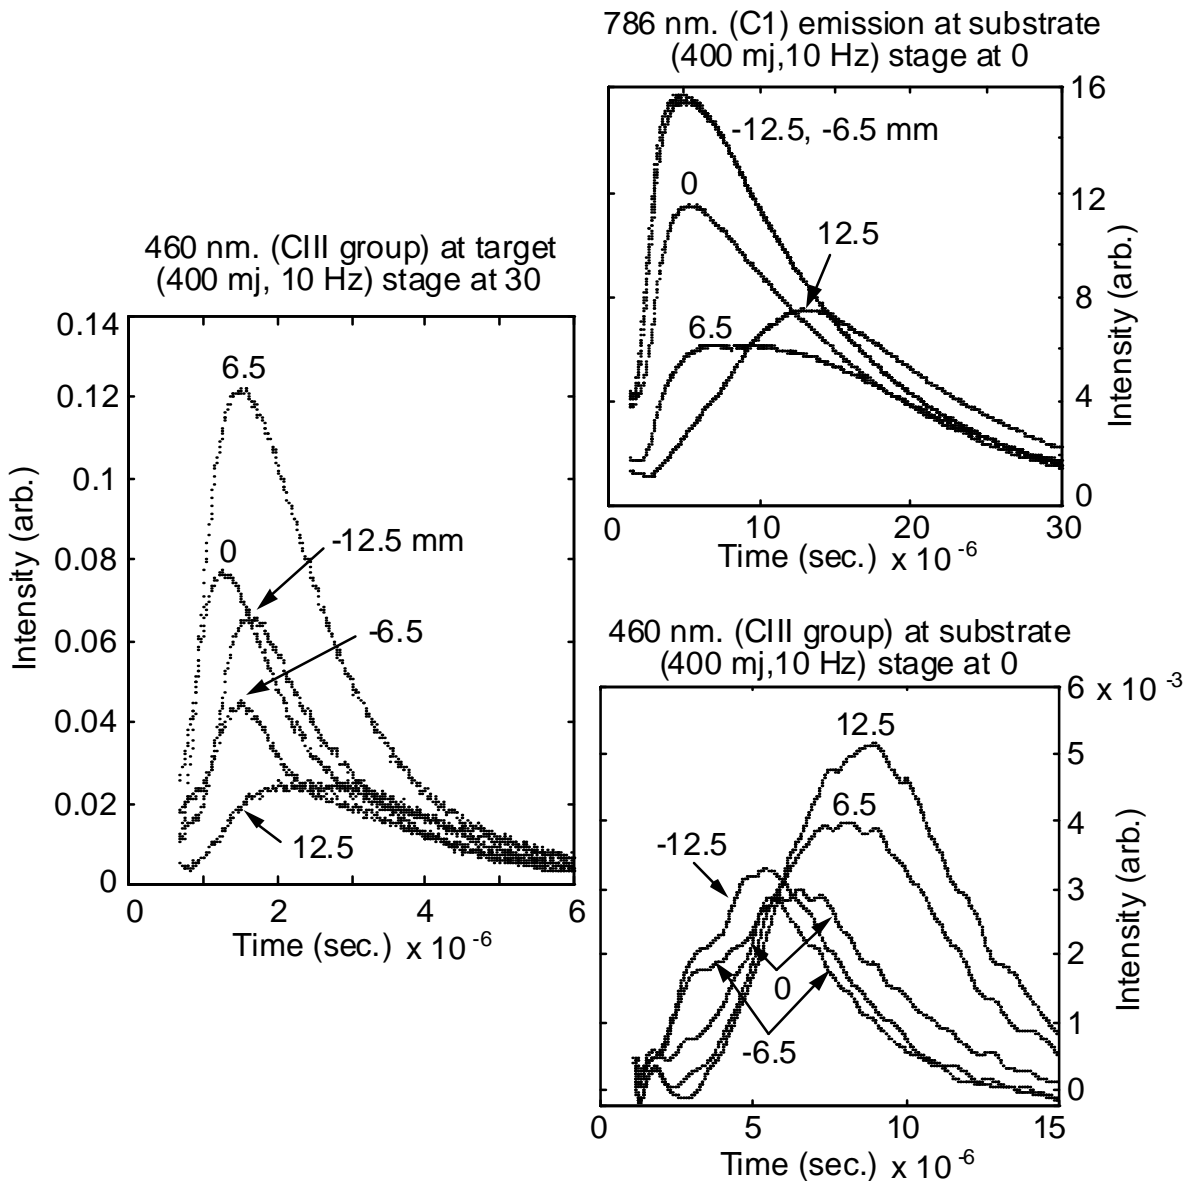 786 nm. (C1) emission at substrate
(400 mj,10 Hz) stage at 0
16
12
8
4
0
Intensity (arb.)
-12.5, -6.5 mm
0
12.5
6.5
0
10
20
30
Time (sec.) x 10 -6
460 nm. (CIII group) at target
(400 mj, 10 Hz) stage at 30
0.14
0.12
0.1
0.08
0.06
0.04
0.02
0
Intensity (arb.)
6.5
0
-12.5 mm
-6.5
12.5
0
2
4
6
Time (sec.) x 10 -6
460 nm. (CIII group) at substrate
(400 mj,10 Hz) stage at 0
6 x 10 -3
5
4
3
2
1
0
Intensity (arb.)
12.5
6.5
-12.5
0
-6.5
0
5
10
15
Time (sec.) x 10 -6